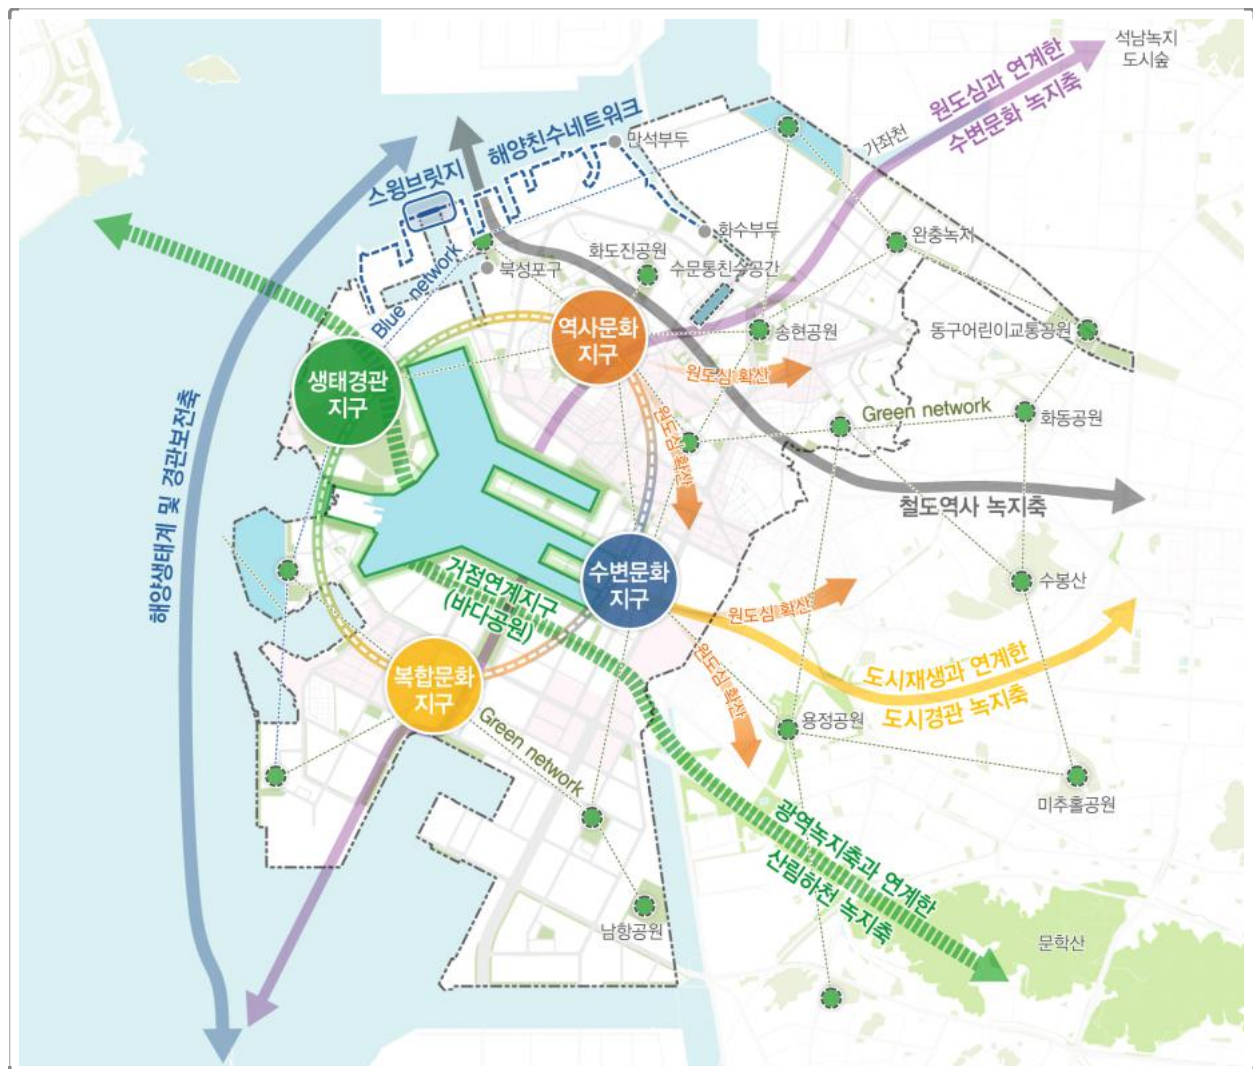 석남녹지
도시숲
원도심과 연계한
수변문화 녹지축
가좌천
해양친수네트워크
만석부두
스윙브릿지
화수부두
완충녹지
화도진공원
수문통친수공간
북성포구
Blue network
역사문화
지구
송현공원
동구어린이교통공원
생태경관
지구
원도심 확산
원도심 확산
Green network
화동공원
해양생태계 및 경관보전축
철도역사 녹지축
거점연계지구
(바다공원)
수변문화
지구
수봉산
원도심 확산
원도심 확산
복합문화
지구
도시재생과 연계한
도시경관 녹지축
Green network
용정공원
미추홀공원
광역녹지축과 연계한
산림하천 녹지축
남항공원
문학산